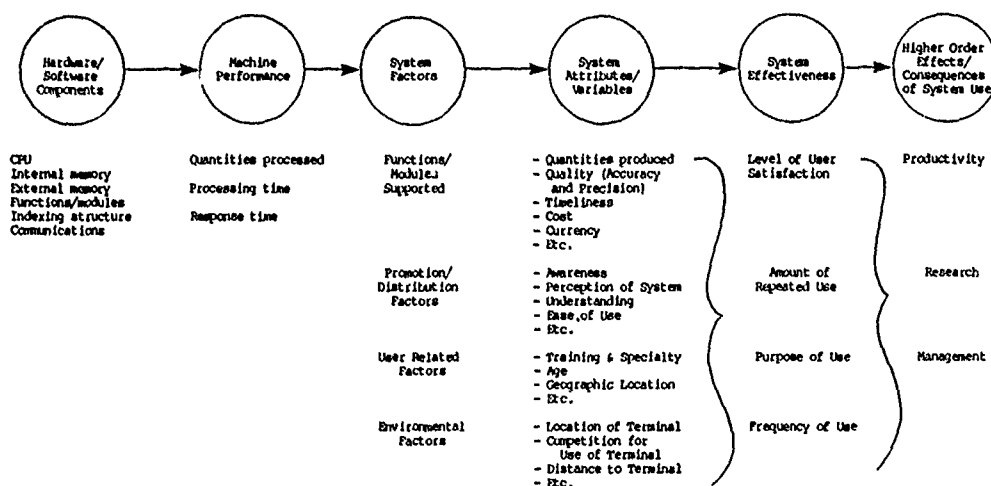 Hardware/
Software
Components
Machine
Performance
System
Factors
System
Attributes/
Variables
System
Effectiveness
Higher Order
Effects/
Consequences
of System Use
CPU
Internal memory
External memory
Functions/modules
Indexing structure
Communications
Quantities processed
Processing time
Response time
Functions/
Modules
Supported
- Quantities produced
- Quality (Accuracy
and Precision)
- Timeliness
- Cost
- Currency
- Etc.
Level of User
Satisfaction
Productivity
Promotion/
Distribution
Factors
- Awareness
- Perception of System
- Understanding
- Ease of Use
- Etc.
Amount of
Repeated Use
Research
User Related
Factors
- Training & Specialty
- Age
- Geographic Location
- Etc.
Purpose of Use
Management
Environmental
Factors
- Location of Terminal
- Competition for
Use of Terminal
- Distance to Terminal
- Etc.
Frequency of Use